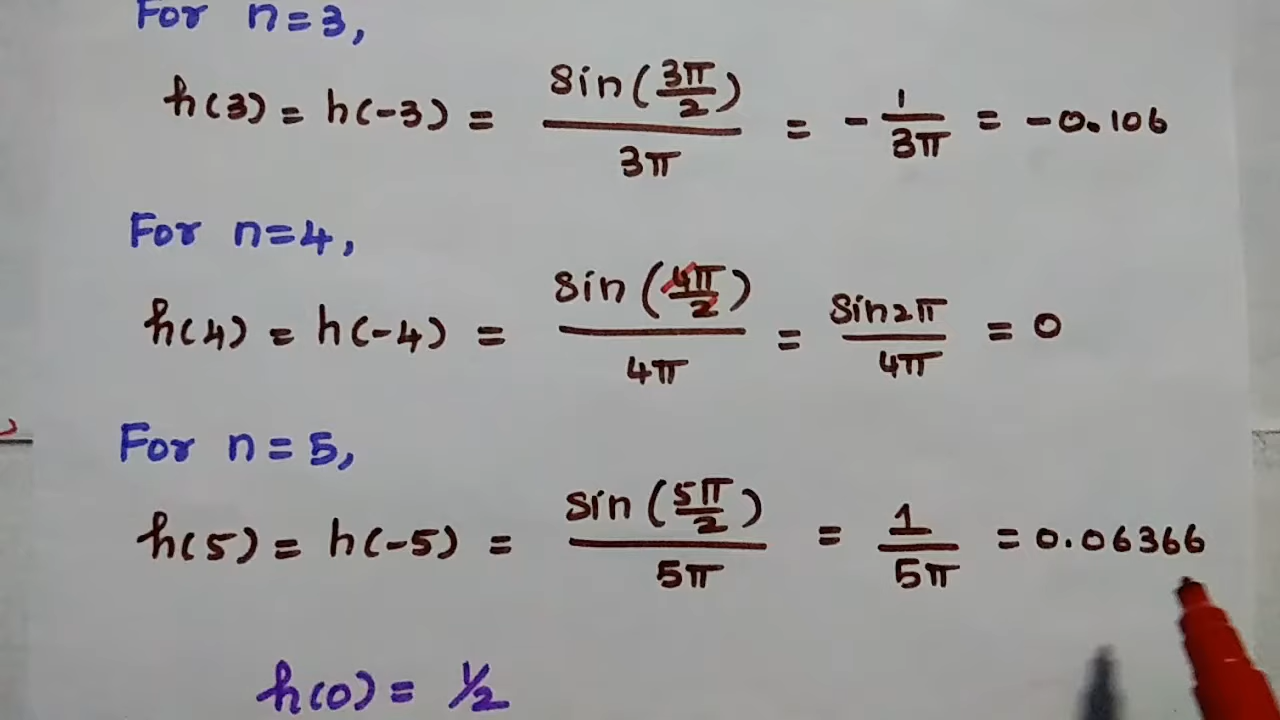 For n=3,
h(3) = h(-3) = sin(3π/2)/3π = -1/3π = -0.106
For n=4,
h(4) = h(-4) = sin(4π/2)/4π = sin2π/4π = 0
For n=5,
h(5) = h(-5) = sin(5π/2)/5π = 1/5π = 0.06366
h(0) = 1/2